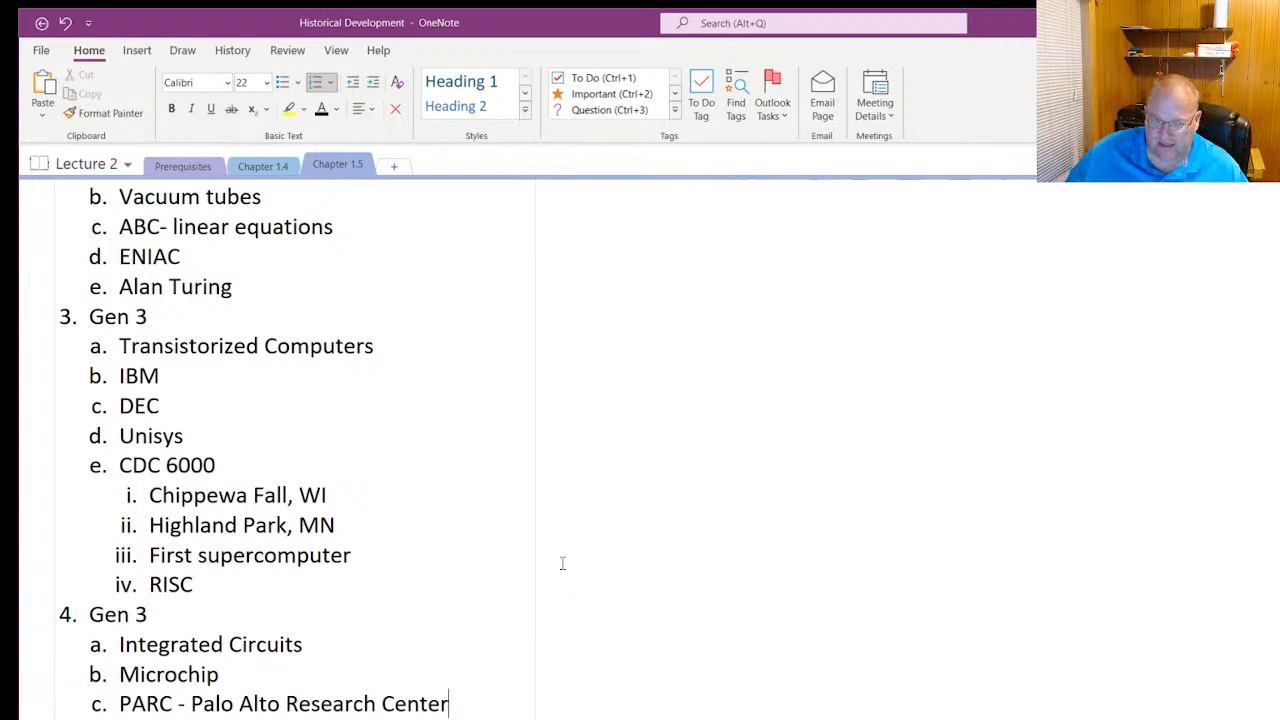 Historical Development - OneNote
Search (Alt+Q)
File Home Insert Draw History Review View Help
Paste
Cut
Copy
Format Painter
Clipboard
Calibri 22
B I U ab x₂ A
Basic Text
Heading 1
Heading 2
Styles
To Do (Ctrl+1)
Important (Ctrl+2)
? Question (Ctrl+3)
To Do Tag
Find Tags
Outlook Tasks
Tags
Email Page
Email
Meeting Details
Meetings
Lecture 2 Prerequisites Chapter 1.4 Chapter 1.5 +
b. Vacuum tubes
c. ABC- linear equations
d. ENIAC
e. Alan Turing
3. Gen 3
a. Transistorized Computers
b. IBM
c. DEC
d. Unisys
e. CDC 6000
i. Chippewa Fall, WI
ii. Highland Park, MN
iii. First supercomputer
iv. RISC
4. Gen 3
a. Integrated Circuits
b. Microchip
c. PARC - Palo Alto Research Center